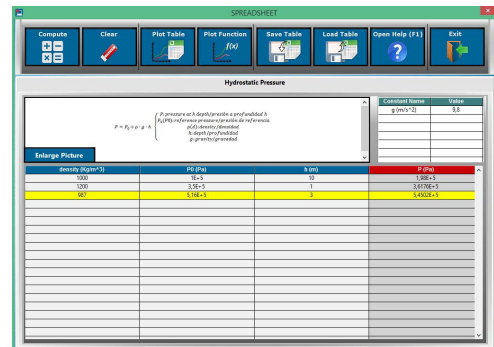 SPREADSHEET
Compute Clear Plot Table Plot Function Save Table Load Table Open Help (F1) Exit
f(x)
Hydrostatic Pressure
P: pressure at h depth/presión a profundidad h
P₀(P0):reference pressure/presión de referencia
P = P₀ + ρ · g · h
ρ(d):density/densidad
h:depth/profundidad
g:gravity/gravedad
Constant Name Value
g (m/s^2) 9,8
Enlarge Picture
density (Kg/m^3) P0 (Pa) h (m) P (Pa)
1000 1E+5 10 1,98E+5
1200 3,5E+5 1 3,6176E+5
987 5,16E+5 3 5,4502E+5